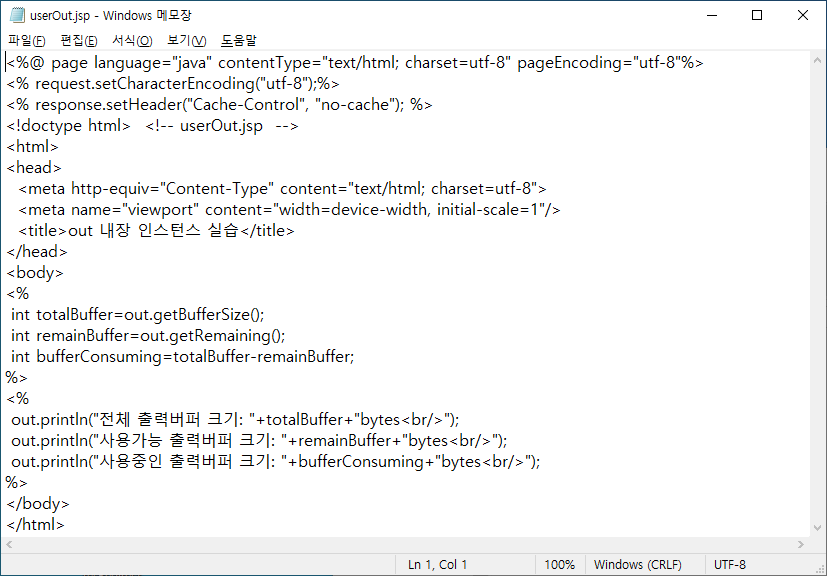 userOut.jsp - Windows 메모장
파일(F) 편집(E) 서식(O) 보기(V) 도움말
<%@ page language="java" contentType="text/html; charset=utf-8" pageEncoding="utf-8"%>
<% request.setCharacterEncoding("utf-8");%>
<% response.setHeader("Cache-Control", "no-cache"); %>
<!doctype html>   <!-- userOut.jsp  -->
<html>
<head>
  <meta http-equiv="Content-Type" content="text/html; charset=utf-8">
  <meta name="viewport" content="width=device-width, initial-scale=1"/>
  <title>out 내장 인스턴스 실습</title>
</head>
<body>
<%
 int totalBuffer=out.getBufferSize();
 int remainBuffer=out.getRemaining();
 int bufferConsuming=totalBuffer-remainBuffer;
%>
<%
 out.println("전체 출력버퍼 크기: "+totalBuffer+"bytes<br/>");
 out.println("사용가능 출력버퍼 크기: "+remainBuffer+"bytes<br/>");
 out.println("사용중인 출력버퍼 크기: "+bufferConsuming+"bytes<br/>");
%>
</body>
</html>
Ln 1, Col 1 100% Windows (CRLF) UTF-8